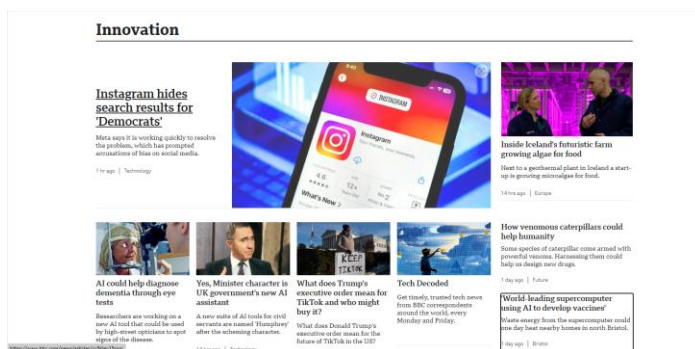 Innovation
Instagram hides
search results for
'Democrats'
Meta says it is working quickly to resolve
the problem, which has prompted
accusations of bias on social media.
1 hr ago | Technology
9:43
INSTAGRAM
Instagram
4.6
12+
No 2
What's New >
Inside Iceland's futuristic farm
growing algae for food
Next to a geothermal plant in Iceland a start-
up is growing microalgae for food.
14 hrs ago | Europe
AI could help diagnose
dementia through eye
tests
Researchers are working on a
new AI tool that could be used
by high-street opticians to spot
signs of the disease.
Yes, Minister character is
UK government's new AI
assistant
A new suite of AI tools for civil
servants are named 'Humphrey'
after the scheming character.
KEEP
TIKTOK
What does Trump's
executive order mean for
TikTok and who might
buy it?
What does Donald Trump's
executive order mean for the
future of TikTok in the US?
Tech Decoded
Get timely, trusted tech news
from BBC correspondents
around the world, every
Monday and Friday.
How venomous caterpillars could
help humanity
Some species of caterpillar come armed with
powerful venoms. Harnessing them could
help us design new drugs.
1 day ago | Future
'World-leading supercomputer
using AI to develop vaccines'
Waste energy from the supercomputer could
one day heat nearby homes in north Bristol.
1 day ago | Bristol